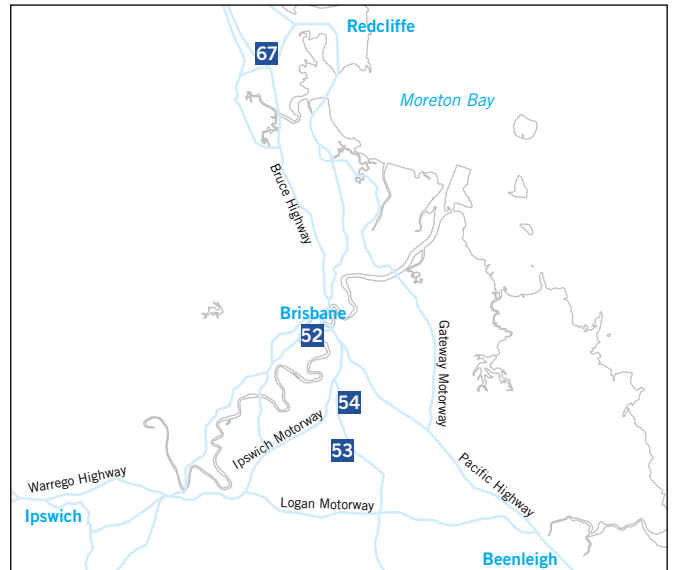 Redcliffe
67
Moreton Bay
Bruce Highway
Brisbane
52
Gateway Motorway
54
Ipswich Motorway
53
Pacific Highway
Warrego Highway
Logan Motorway
Ipswich
Beenleigh